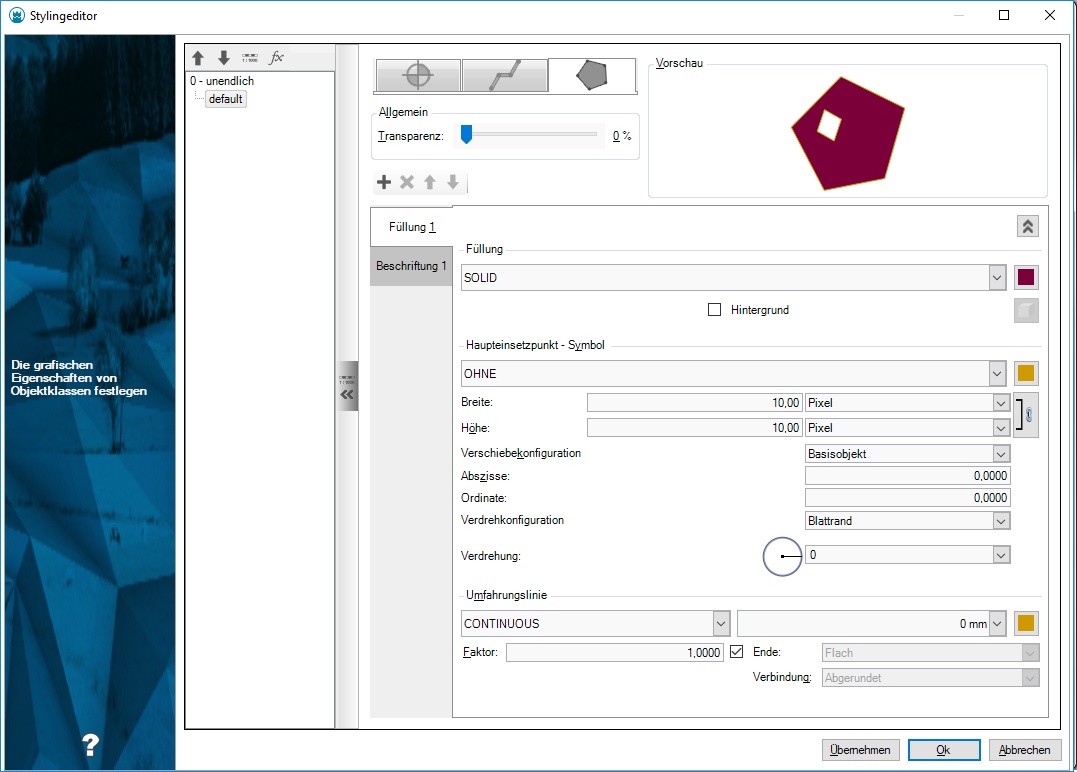 Stylingeditor
Die grafischen
Eigenschaften von
Objektklassen festlegen
?
1 : 1000
fx
0 - unendlich
default
1 : 1000
Allgemein
Transparenz:
0 %
Vorschau
Füllung 1
Beschriftung 1
Füllung
SOLID
Hintergrund
Haupteinsetzpunkt - Symbol
OHNE
Breite:
10,00
Pixel
Höhe:
10,00
Pixel
Verschiebekonfiguration
Basisobjekt
Abszisse:
0,0000
Ordinate:
0,0000
Verdrehkonfiguration
Blattrand
Verdrehung:
0
Umfahrungslinie
CONTINUOUS
0 mm
Faktor:
1,0000
Ende:
Flach
Verbindung:
Abgerundet
Übernehmen
Ok
Abbrechen